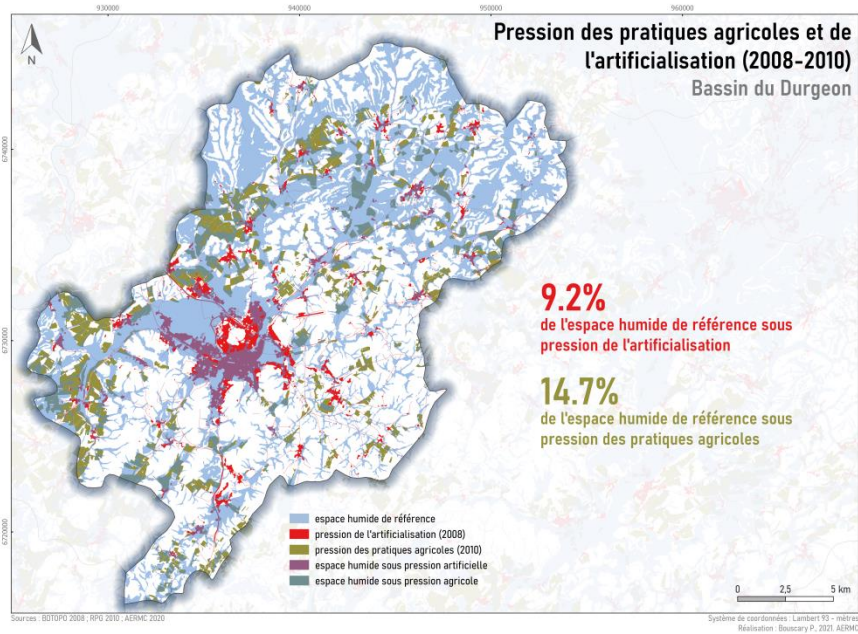 930000
940000
950000
960000
Pression des pratiques agricoles et de
l'artificialisation (2008-2010)
Bassin du Durgeon
N
6740000
6730000
6720000
9.2%
de l'espace humide de référence sous
pression de l'artificialisation
14.7%
de l'espace humide de référence sous
pression des pratiques agricoles
espace humide de référence
pression de l'artificialisation (2008)
pression des pratiques agricoles (2010)
espace humide sous pression artificielle
espace humide sous pression agricole
0 2,5 5 km
Sources : BDTOPO 2008 ; RPG 2010 ; AERMC 2020
Système de coordonnées : Lambert 93 - mètres
Réalisation : Bouscary P., 2021. AERMC